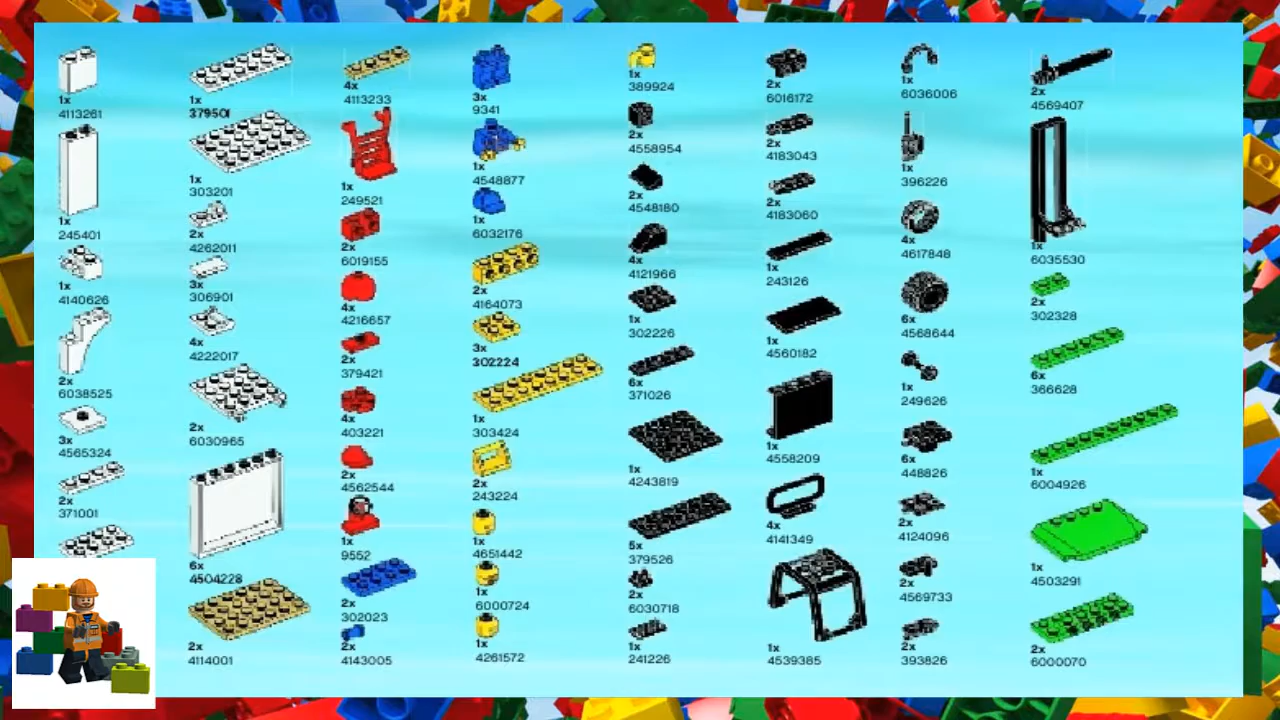 1x
4113261
1x
245401
1x
4140626
2x
6038525
3x
4565324
2x
371001
1x
379501
1x
303201
2x
4262011
3x
306901
4x
4222017
2x
6030965
6x
4504228
2x
4114001
4x
4113233
1x
249521
2x
6019155
4x
4216657
2x
379421
4x
403221
2x
4562544
1x
9552
2x
302023
2x
4143005
3x
9341
1x
4548877
1x
6032176
2x
4164073
3x
302224
1x
303424
2x
243224
1x
4651442
1x
6000724
1x
4261572
1x
389924
2x
4558954
2x
4548180
4x
4121966
1x
302226
6x
371026
1x
4243819
5x
379526
2x
6030718
1x
241226
2x
6016172
2x
4183043
2x
4183060
1x
243126
1x
4560182
1x
4558209
4x
4141349
1x
4539385
1x
6036006
1x
396226
4x
4617848
6x
4568644
1x
249626
6x
448826
2x
4124096
2x
4569733
2x
393826
2x
4569407
1x
6035530
2x
302328
6x
366628
1x
6004926
1x
4503291
2x
6000070